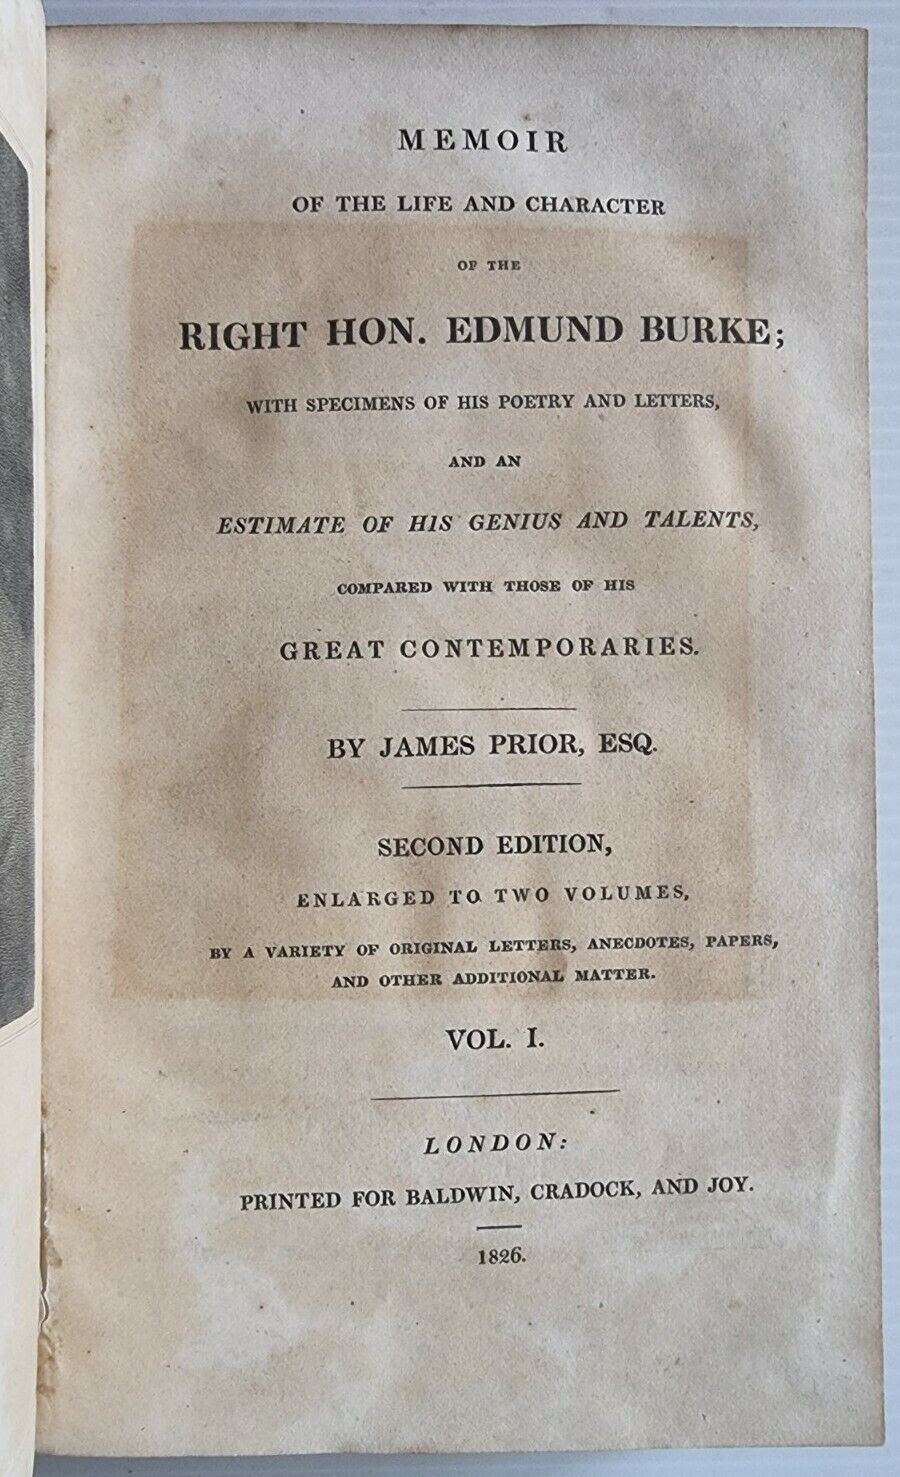 MEMOIR
OF THE LIFE AND CHARACTER
OF THE
RIGHT HON. EDMUND BURKE;
WITH SPECIMENS OF HIS POETRY AND LETTERS,
AND AN
ESTIMATE OF HIS GENIUS AND TALENTS,
COMPARED WITH THOSE OF HIS
GREAT CONTEMPORARIES.
BY JAMES PRIOR, ESQ.
SECOND EDITION,
ENLARGED TO TWO VOLUMES,
BY A VARIETY OF ORIGINAL LETTERS, ANECDOTES, PAPERS,
AND OTHER ADDITIONAL MATTER.
VOL. I.
LONDON:
PRINTED FOR BALDWIN, CRADOCK, AND JOY.
1826.